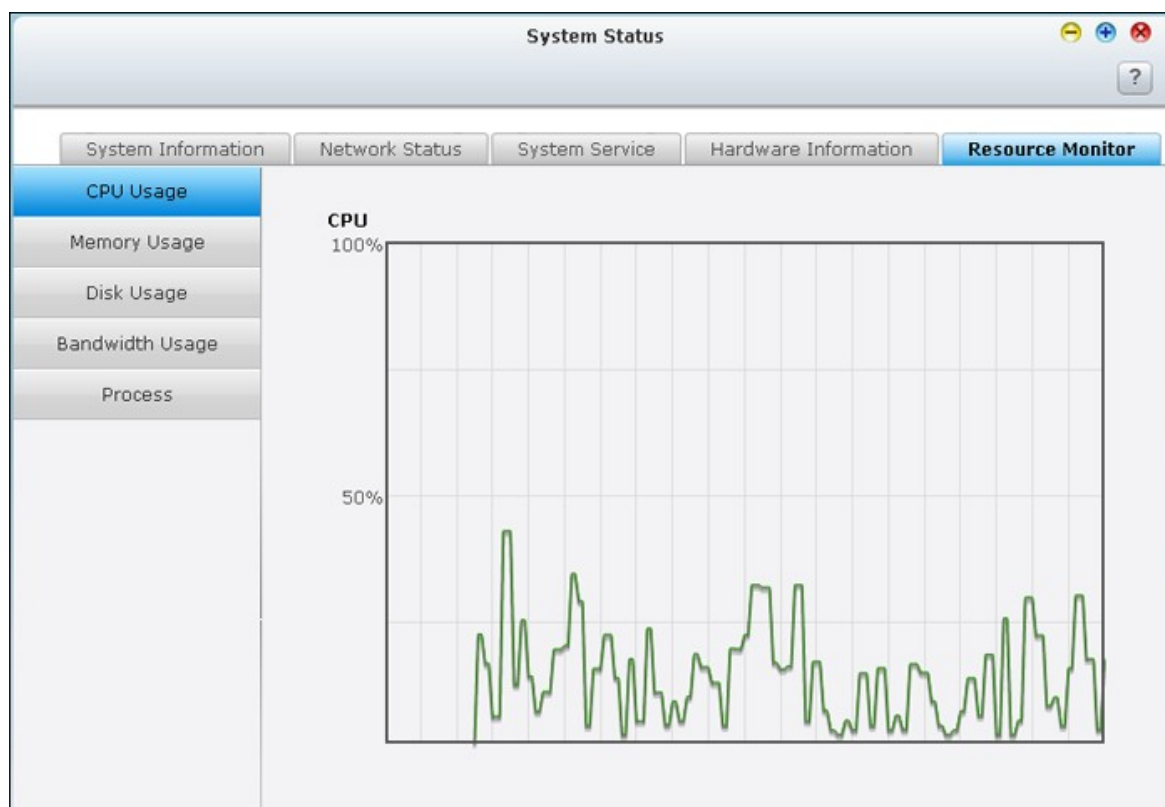 System Status
?
System Information Network Status System Service Hardware Information Resource Monitor
CPU Usage
Memory Usage
Disk Usage
Bandwidth Usage
Process
CPU
100%
50%